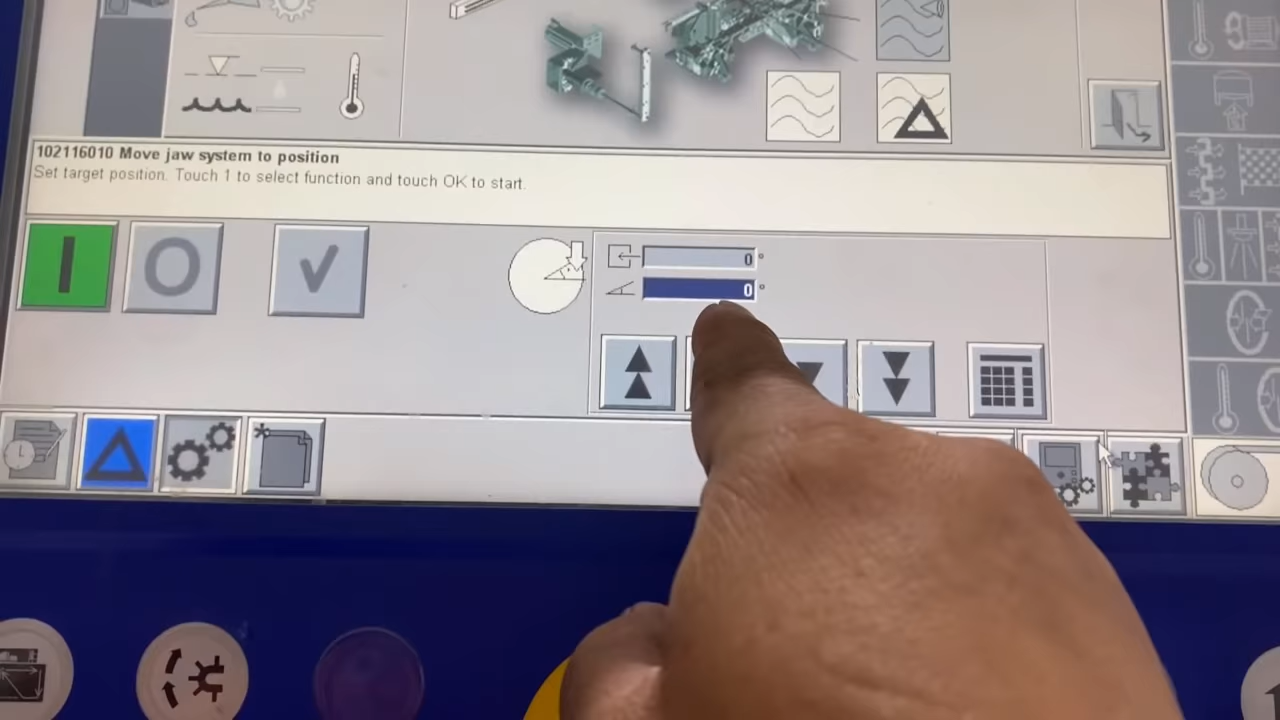 102116010 Move jaw system to position
Set target position. Touch 1 to select function and touch OK to start.
0 °
0 °